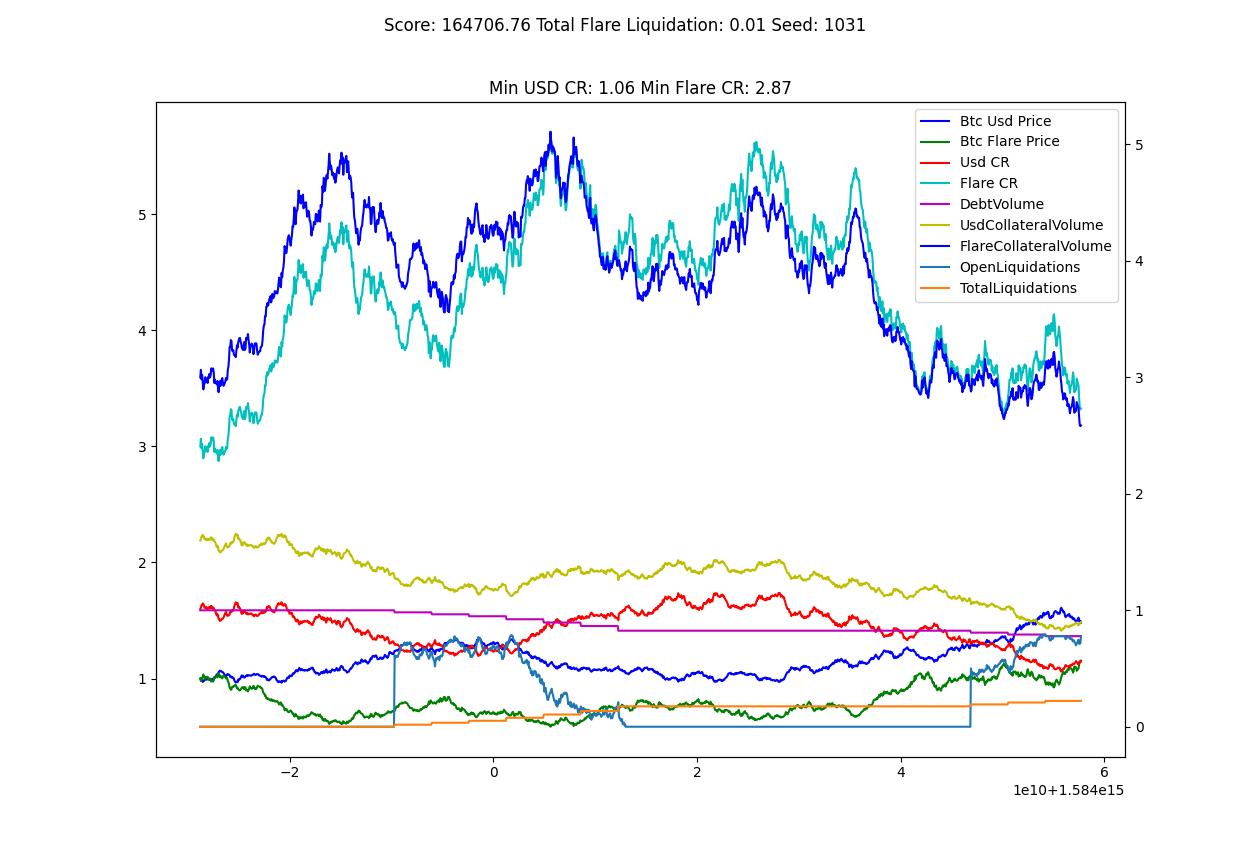 Score: 164706.76 Total Flare Liquidation: 0.01 Seed: 1031
Min USD CR: 1.06 Min Flare CR: 2.87
Btc Usd Price
Btc Flare Price
Usd CR
Flare CR
DebtVolume
UsdCollateralVolume
FlareCollateralVolume
OpenLiquidations
TotalLiquidations
5
4
3
2
1
5
4
3
2
1
0
−2
0
2
4
6
1e10+1.584e15